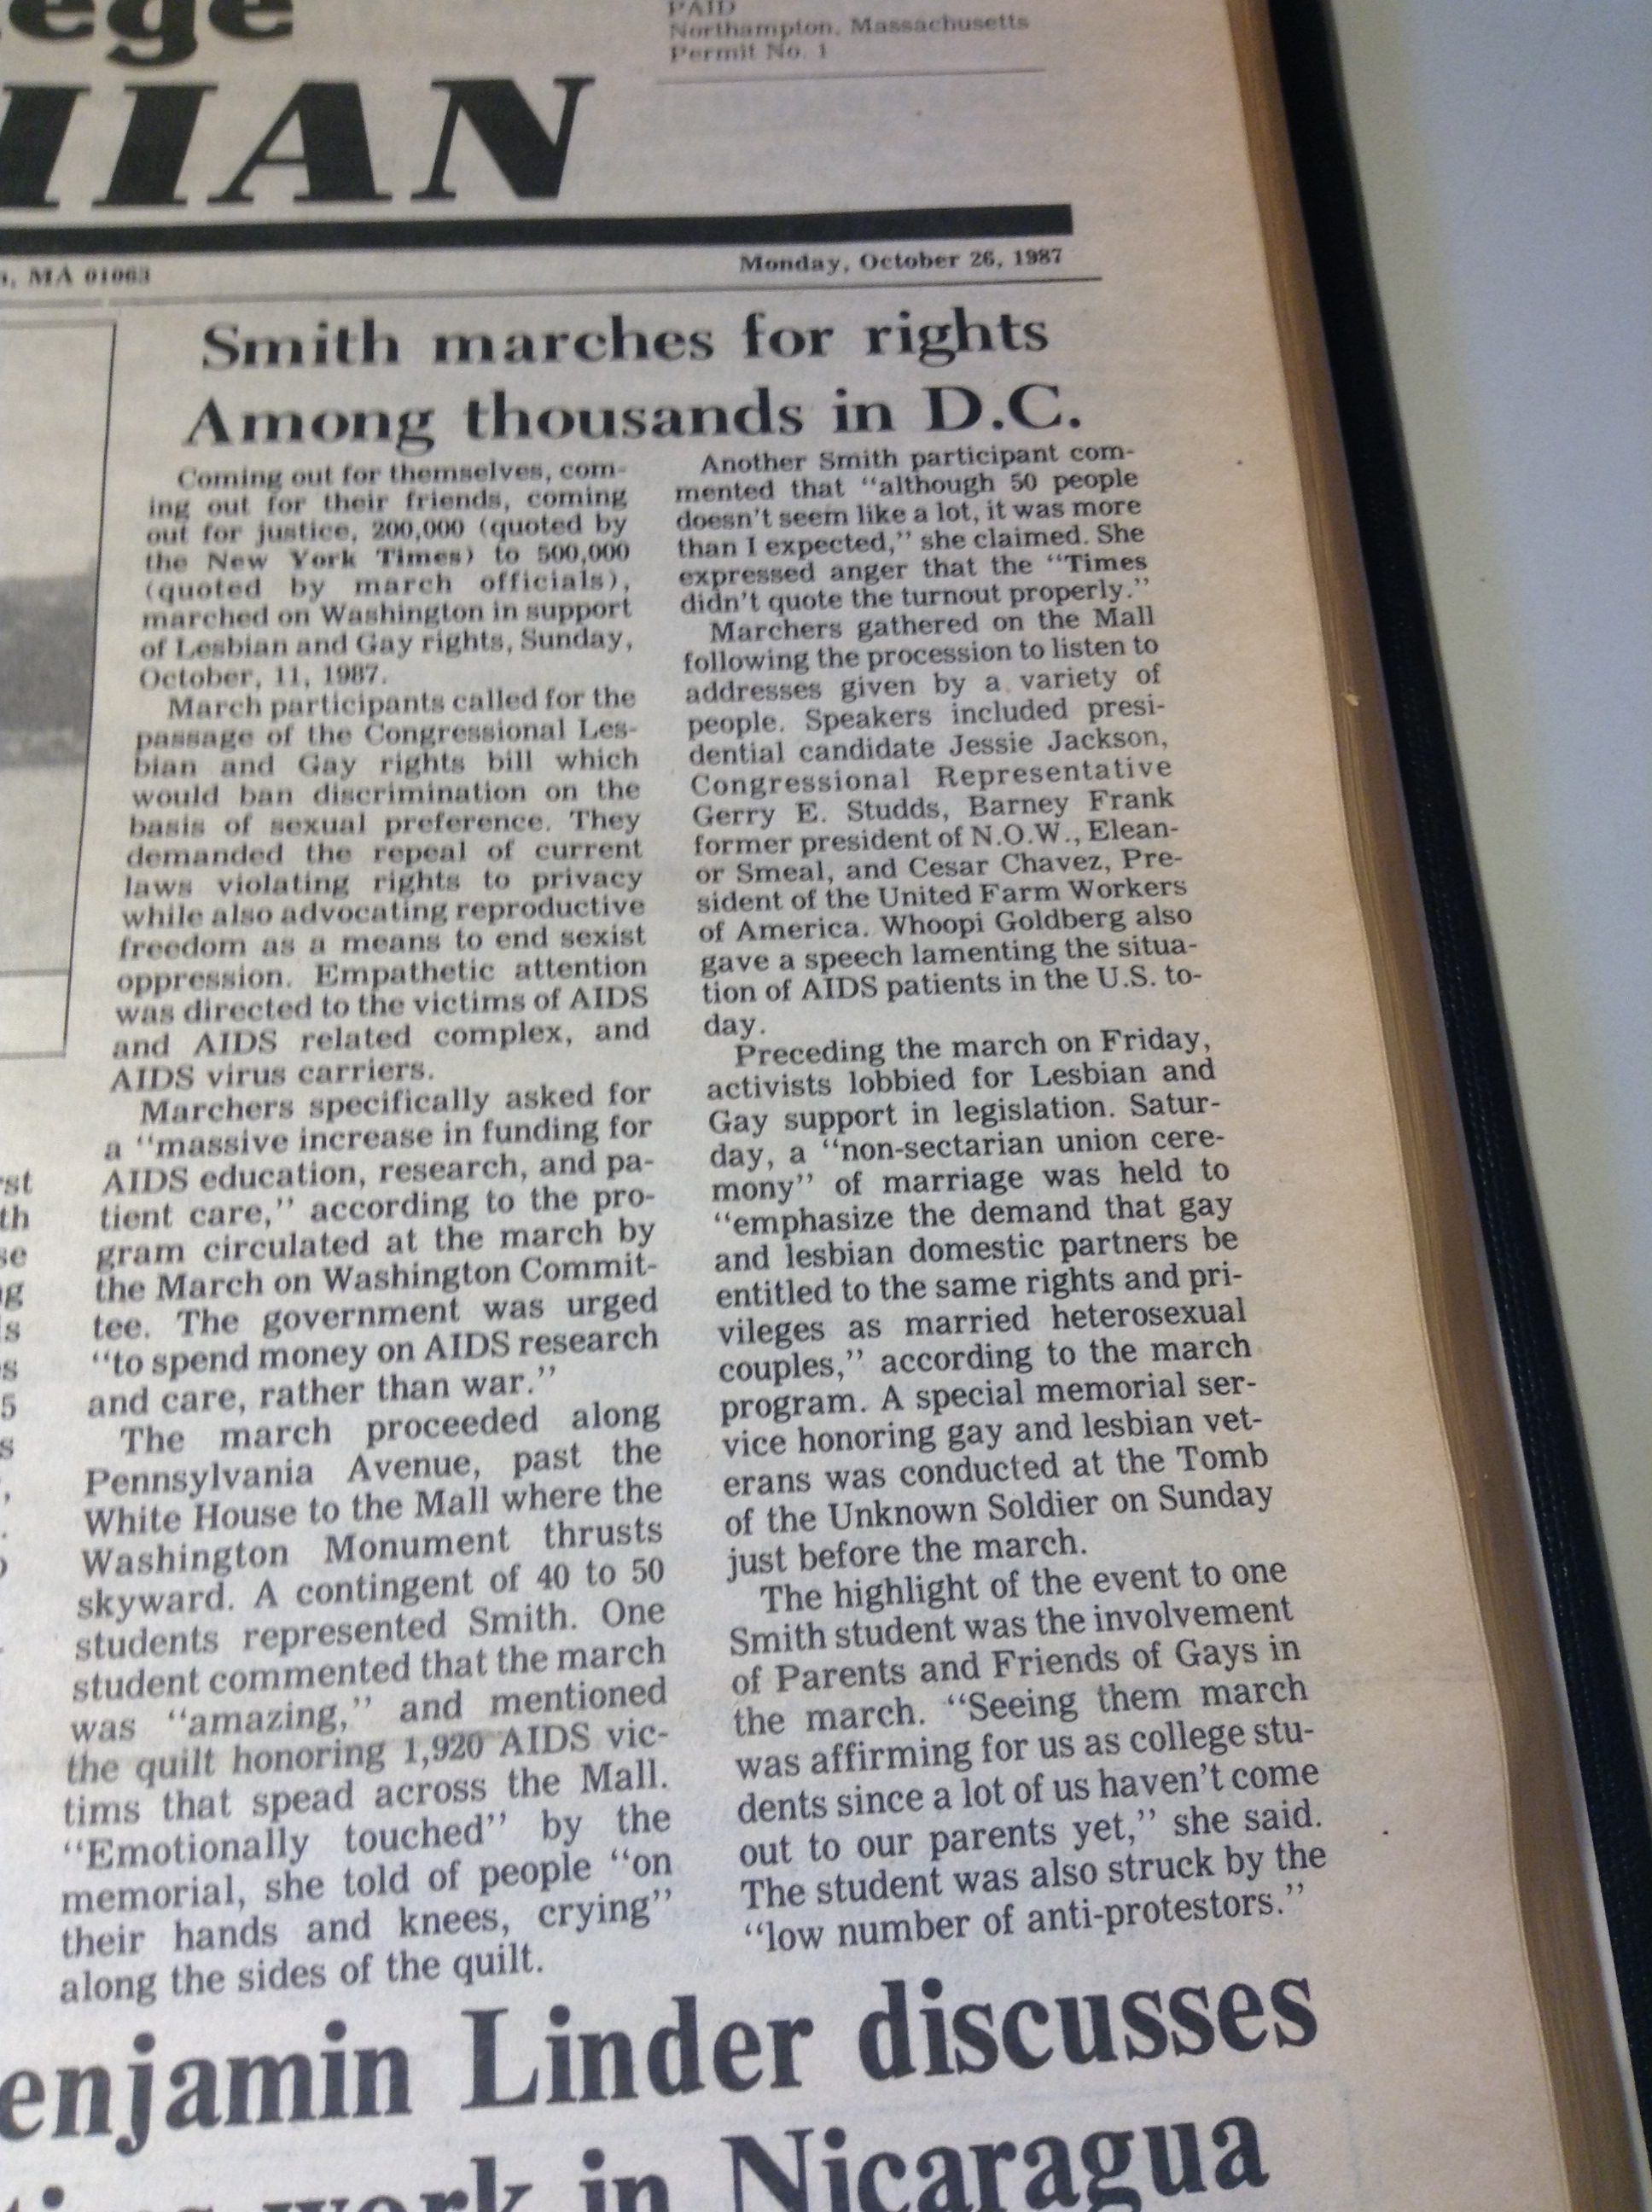 ege
IIAN
PAID
Northampton, Massachusetts
Permit No. 1
MA 01063
Monday, October 26, 1987
Smith marches for rights
Among thousands in D.C.
Coming out for themselves, com-
ing out for their friends, coming
out for justice, 200,000 (quoted by
the New York Times) to 500,000
(quoted by march officials),
marched on Washington in support
of Lesbian and Gay rights, Sunday,
October, 11, 1987.
March participants called for the
passage of the Congressional Les-
bian and Gay rights bill which
would ban discrimination on the
basis of sexual preference. They
demanded the repeal of current
laws violating rights to privacy
while also advocating reproductive
freedom as a means to end sexist
oppression. Empathetic attention
was directed to the victims of AIDS
and AIDS related complex, and
AIDS virus carriers.
Marchers specifically asked for
a "massive increase in funding for
AIDS education, research, and pa-
tient care," according to the pro-
gram circulated at the march by
the March on Washington Commit-
tee. The government was urged
"to spend money on AIDS research
and care, rather than war."
The march proceeded along
Pennsylvania Avenue, past the
White House to the Mall where the
Washington Monument thrusts
skyward. A contingent of 40 to 50
students represented Smith. One
student commented that the march
was "amazing," and mentioned
the quilt honoring 1,920 AIDS vic-
tims that spead across the Mall.
"Emotionally touched" by the
memorial, she told of people "on
their hands and knees, crying"
along the sides of the quilt.
Another Smith participant com-
mented that "although 50 people
doesn't seem like a lot, it was more
than I expected," she claimed. She
expressed anger that the "Times
didn't quote the turnout properly."
Marchers gathered on the Mall
following the procession to listen to
addresses given by a variety of
people. Speakers included presi-
dential candidate Jessie Jackson,
Congressional Representative
Gerry E. Studds, Barney Frank
former president of N.O.W., Elean-
or Smeal, and Cesar Chavez, Pre-
sident of the United Farm Workers
of America. Whoopi Goldberg also
gave a speech lamenting the situa-
tion of AIDS patients in the U.S. to-
day.
Preceding the march on Friday,
activists lobbied for Lesbian and
Gay support in legislation. Satur-
day, a "non-sectarian union cere-
mony" of marriage was held to
"emphasize the demand that gay
and lesbian domestic partners be
entitled to the same rights and pri-
vileges as married heterosexual
couples," according to the march
program. A special memorial ser-
vice honoring gay and lesbian vet-
erans was conducted at the Tomb
of the Unknown Soldier on Sunday
just before the march.
The highlight of the event to one
Smith student was the involvement
of Parents and Friends of Gays in
the march. "Seeing them march
was affirming for us as college stu-
dents since a lot of us haven't come
out to our parents yet," she said.
The student was also struck by the
"low number of anti-protestors."
enjamin Linder discusses
work in Nicaragua